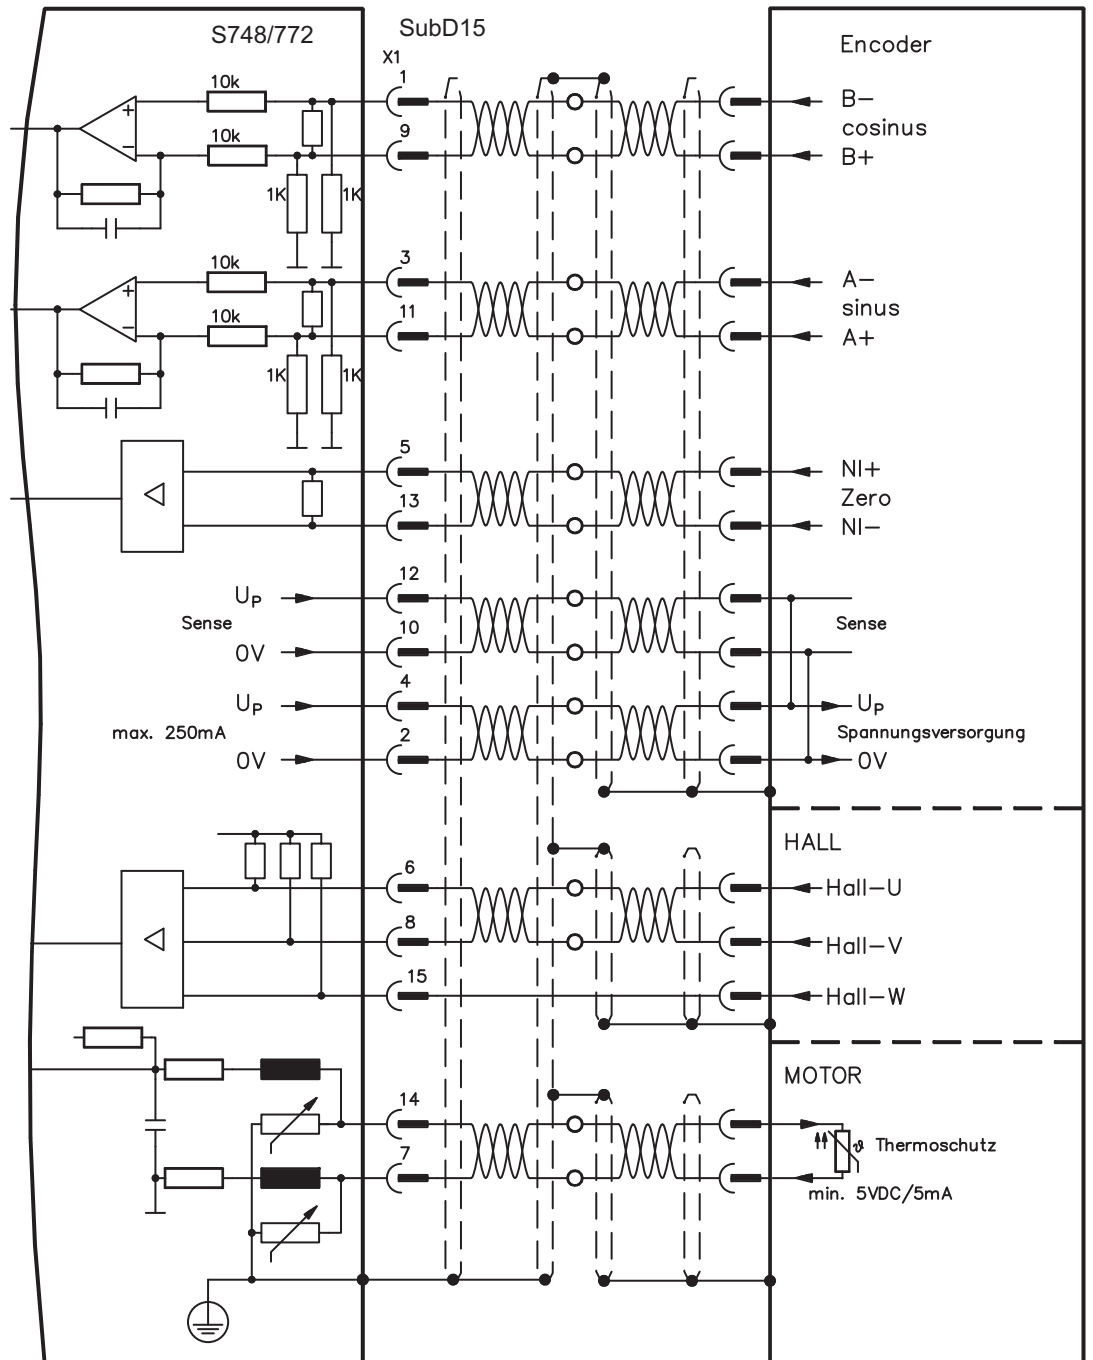 S748/772
SubD15
Encoder
X1
1
10k
B-
cosinus
9
10k
B+
1K
1K
3
10k
A-
sinus
11
10k
A+
1K
1K
5
NI+
Zero
13
NI-
12
UP
Sense
Sense
10
0V
4
UP
UP
max. 250mA
Spannungsversorgung
2
0V
0V
HALL
6
Hall-U
8
Hall-V
15
Hall-W
MOTOR
14
ϑ Thermoschutz
7
min. 5VDC/5mA
+
-
+
-